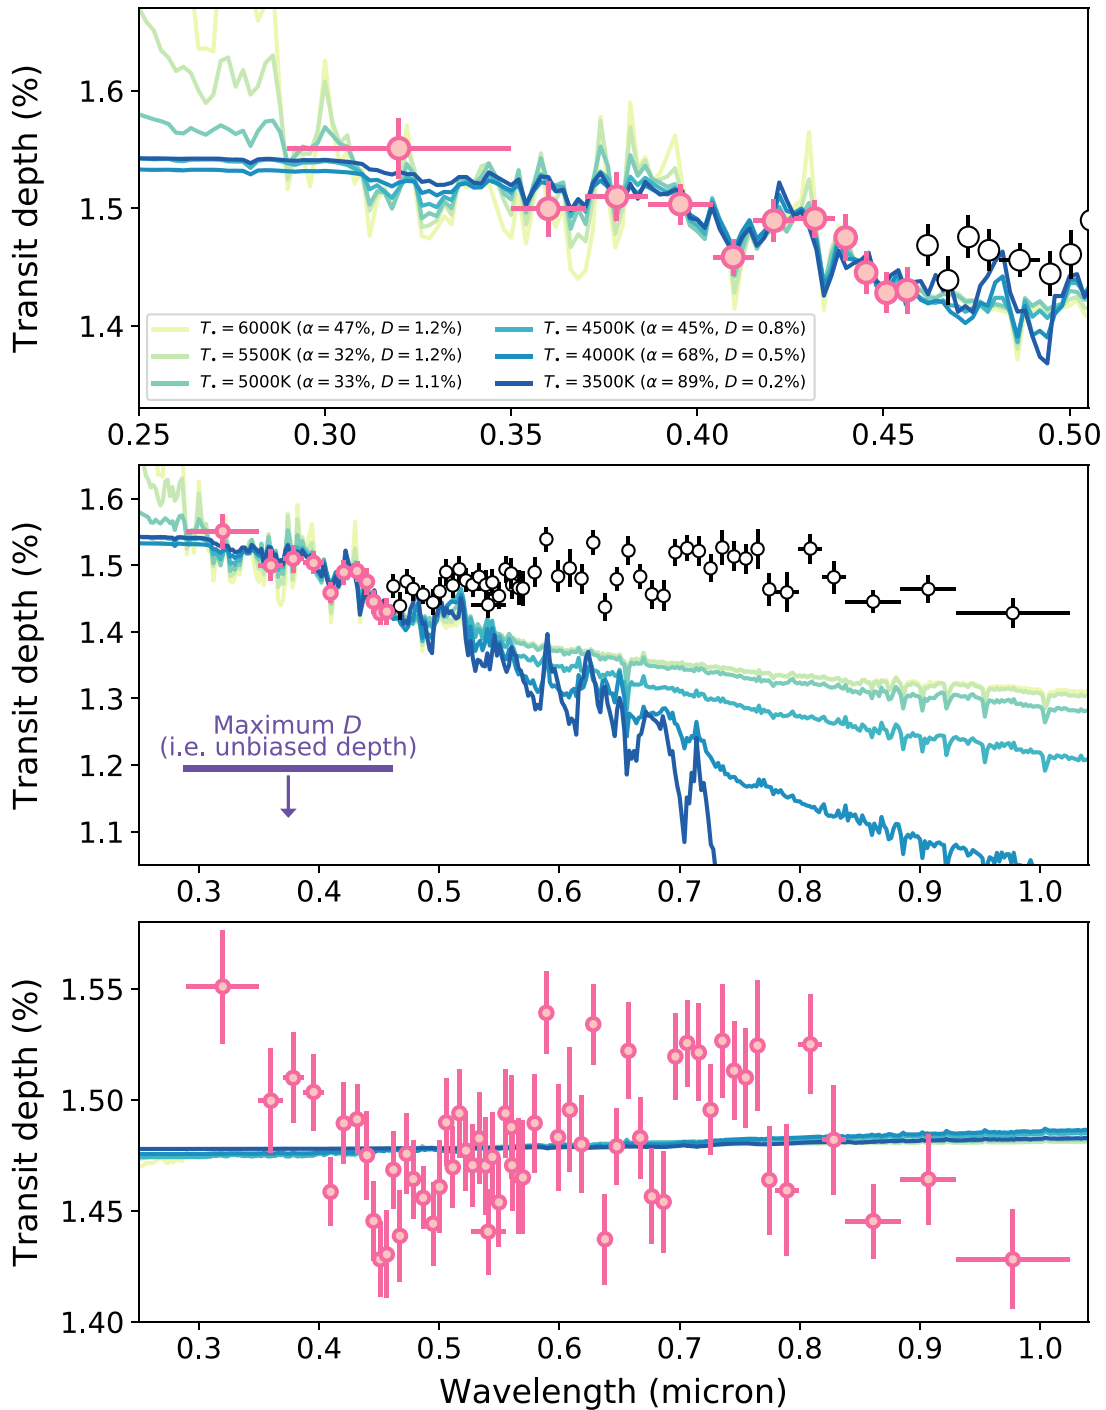 Transit depth (%)
1.6
1.5
1.4
T• = 6000K (α = 47%, D = 1.2%)
T• = 5500K (α = 32%, D = 1.2%)
T• = 5000K (α = 33%, D = 1.1%)
T• = 4500K (α = 45%, D = 0.8%)
T• = 4000K (α = 68%, D = 0.5%)
T• = 3500K (α = 89%, D = 0.2%)
0.25 0.30 0.35 0.40 0.45 0.50
Transit depth (%)
1.6
1.5
1.4
1.3
1.2
1.1
Maximum D
(i.e. unbiased depth)
0.3 0.4 0.5 0.6 0.7 0.8 0.9 1.0
Transit depth (%)
1.55
1.50
1.45
1.40
0.3 0.4 0.5 0.6 0.7 0.8 0.9 1.0
Wavelength (micron)